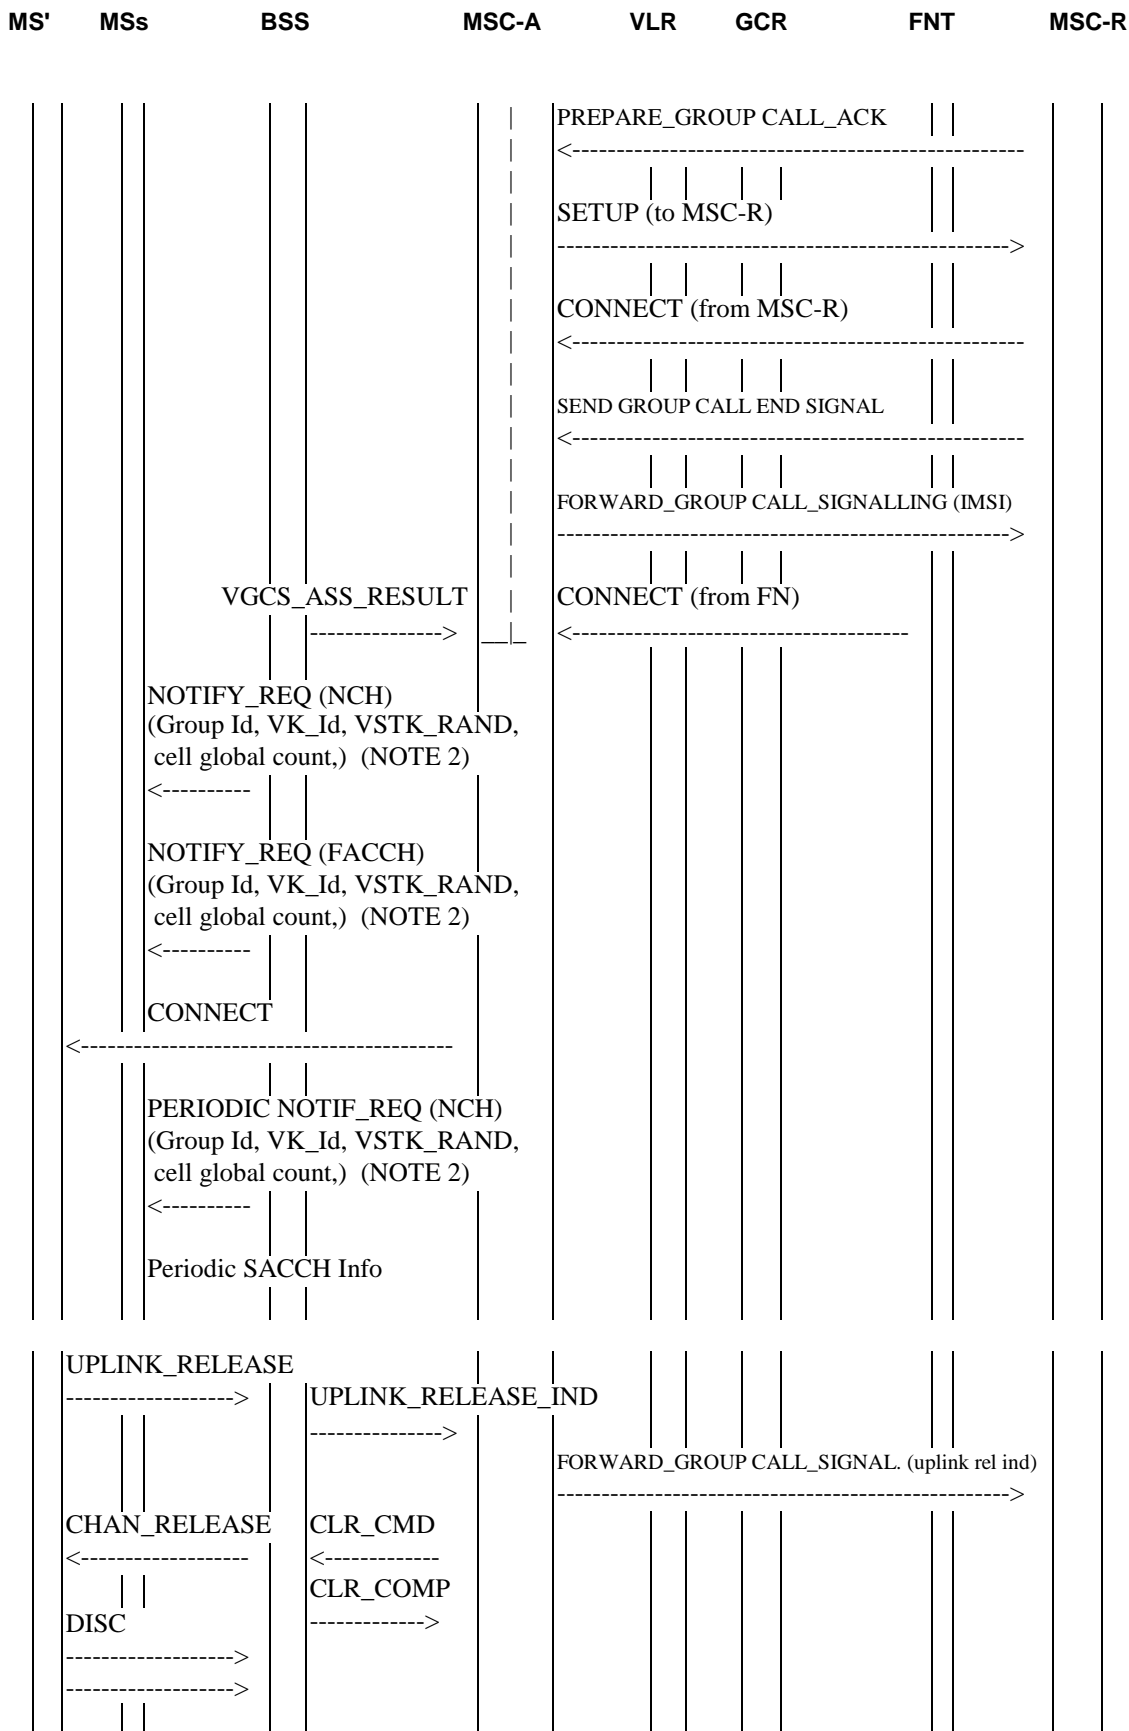 MS' MSs BSS MSC-A VLR GCR FNT MSC-R
PREPARE_GROUP CALL_ACK
<---------------------------------------------------
SETUP (to MSC-R)
--------------------------------------------------->
CONNECT (from MSC-R)
<---------------------------------------------------
SEND GROUP CALL END SIGNAL
<---------------------------------------------------
FORWARD_GROUP CALL_SIGNALLING (IMSI)
--------------------------------------------------->
VGCS_ASS_RESULT CONNECT (from FN)
---------------> __|_ <--------------------------------------
NOTIFY_REQ (NCH)
(Group Id, VK_Id, VSTK_RAND,
cell global count,) (NOTE 2)
<----------
NOTIFY_REQ (FACCH)
(Group Id, VK_Id, VSTK_RAND,
cell global count,) (NOTE 2)
<----------
CONNECT
<------------------------------------------
PERIODIC NOTIF_REQ (NCH)
(Group Id, VK_Id, VSTK_RAND,
cell global count,) (NOTE 2)
<----------
Periodic SACCH Info
UPLINK_RELEASE
-------------------> UPLINK_RELEASE_IND
--------------->
FORWARD_GROUP CALL_SIGNAL. (uplink rel ind)
--------------------------------------------------->
CHAN_RELEASE CLR_CMD
<------------------- <-------------
CLR_COMP
DISC ------------->
------------------->
------------------->